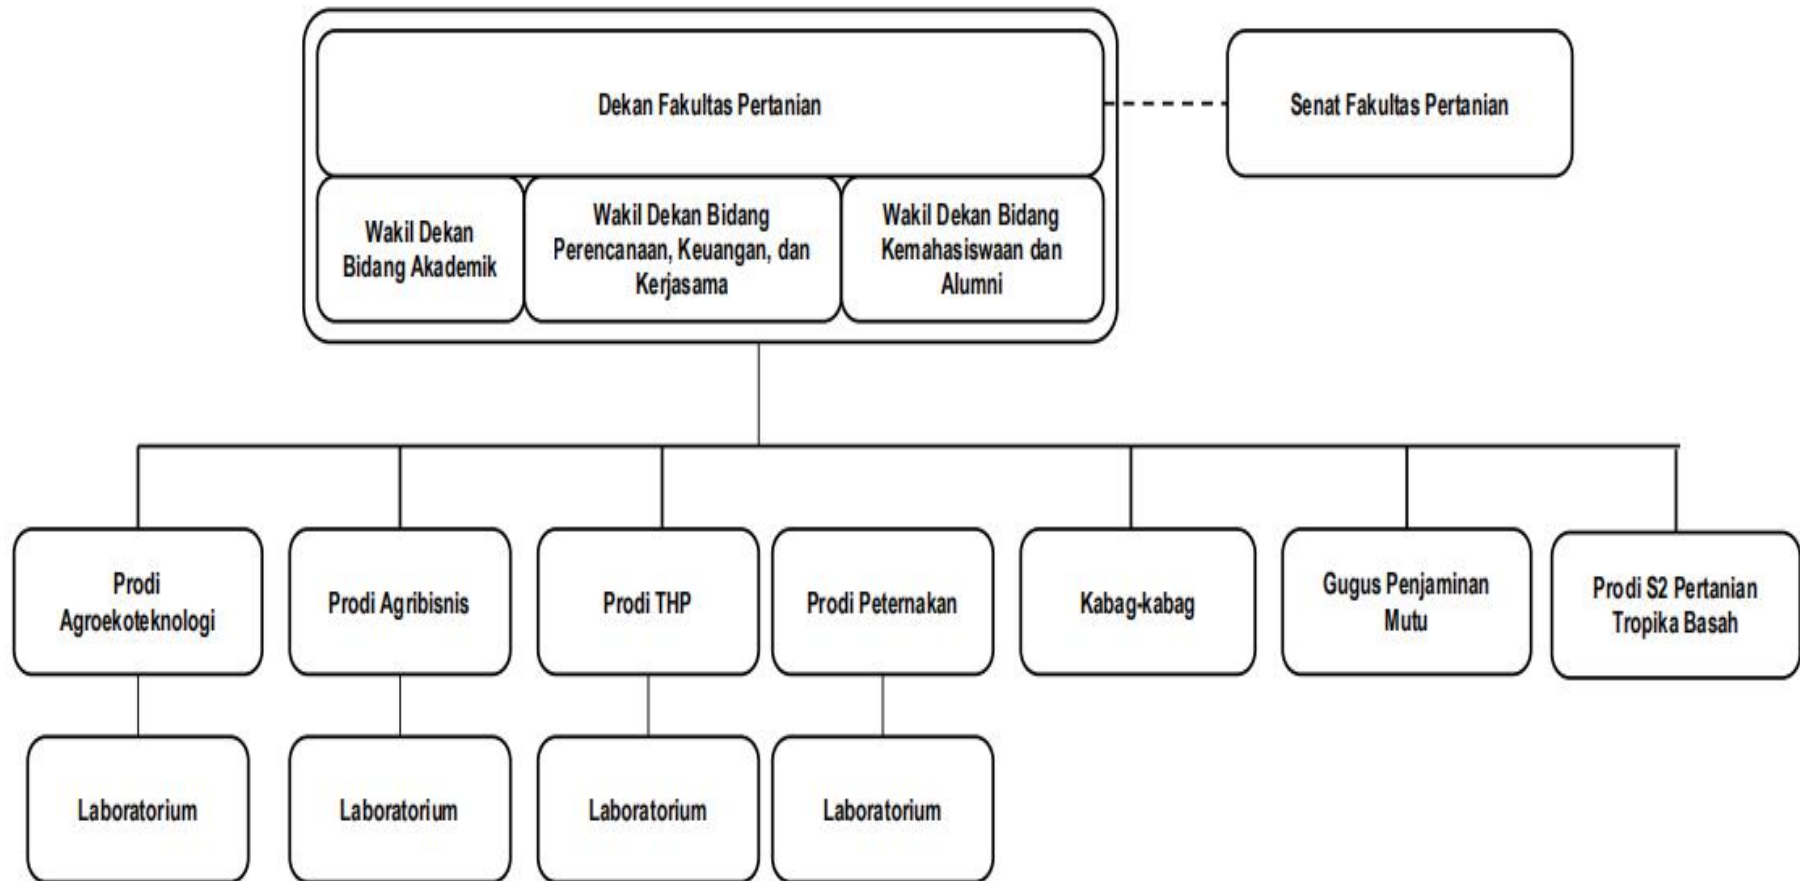 Dekan Fakultas Pertanian
Senat Fakultas Pertanian
Wakil Dekan
Bidang Akademik
Wakil Dekan Bidang
Perencanaan, Keuangan, dan
Kerjasama
Wakil Dekan Bidang
Kemahasiswaan dan
Alumni
Prodi
Agroekoteknologi
Prodi Agribisnis
Prodi THP
Prodi Peternakan
Kabag-kabag
Gugus Penjaminan
Mutu
Prodi S2 Pertanian
Tropika Basah
Laboratorium
Laboratorium
Laboratorium
Laboratorium